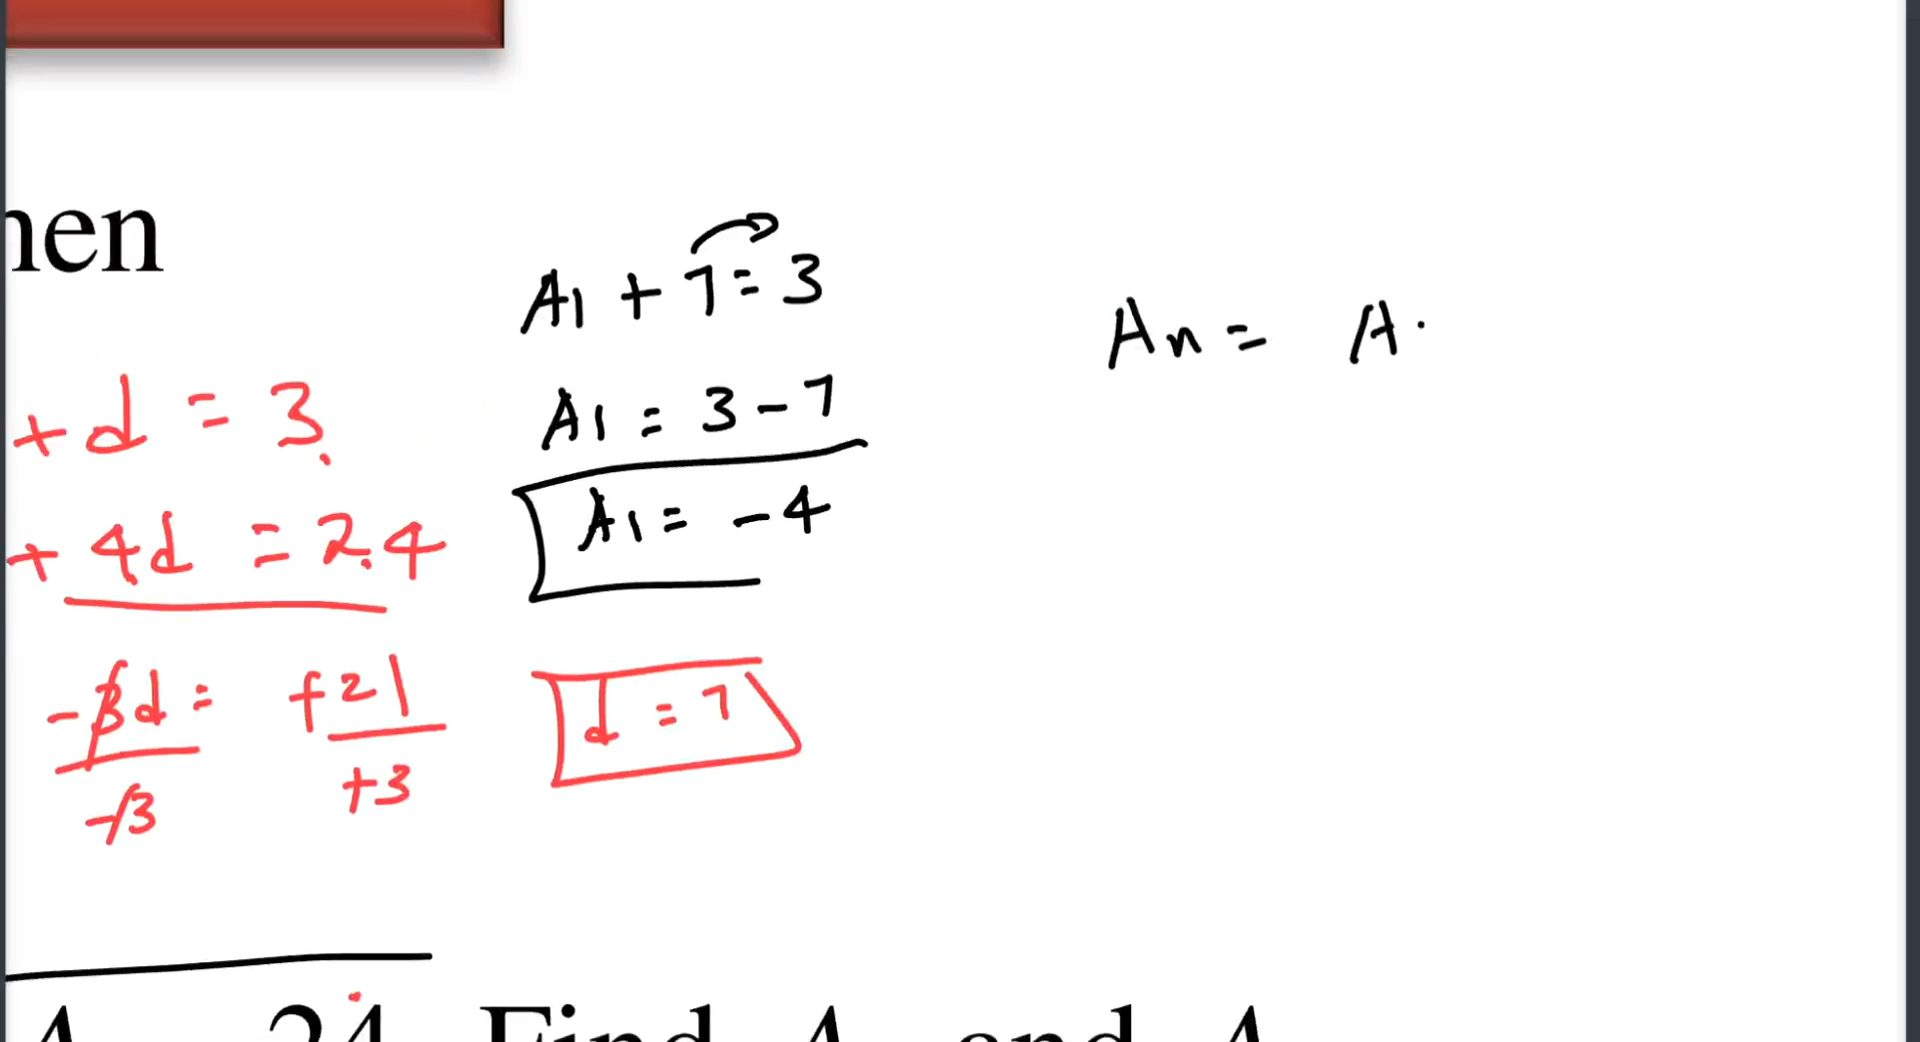 hen
A1 + 7 = 3
An = A
+ d = 3
A1 = 3 - 7
A1 = - 4
+ 4d = 24
-3d = +21
-3 +3
d = 7
A 24 Find A and A